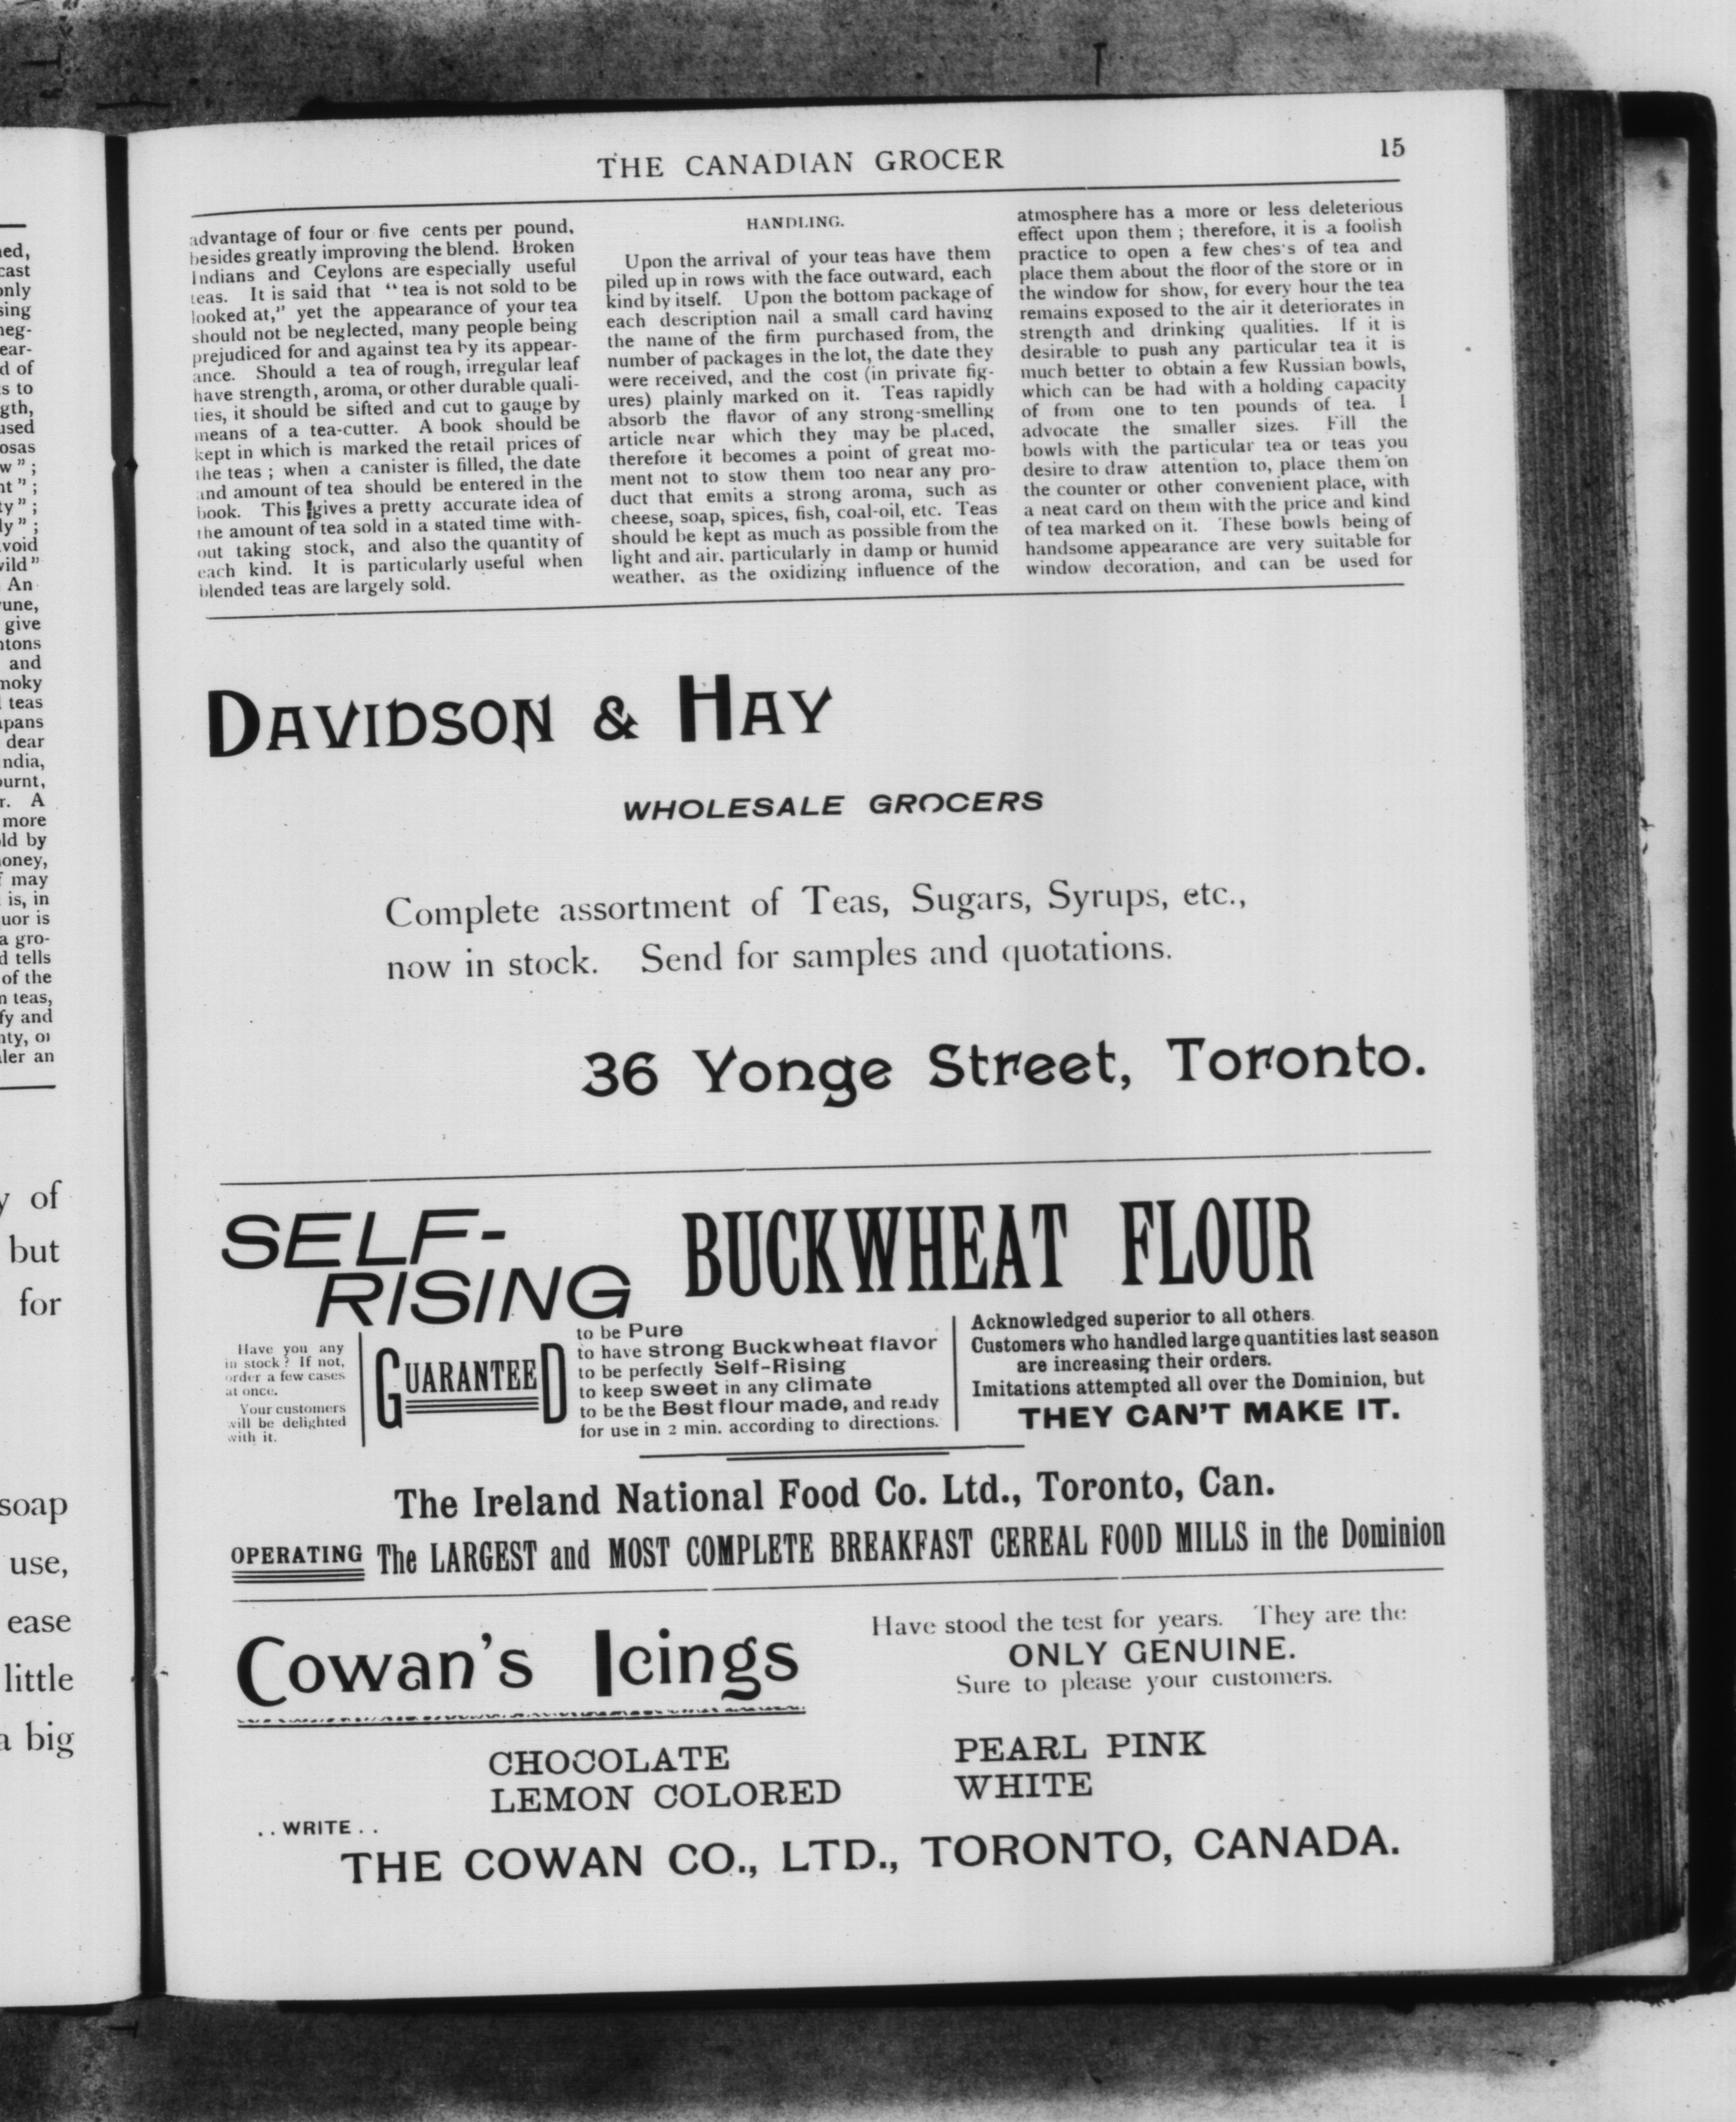 THE CANADIAN GROCER
15
advantage of four or five cents per pound,
besides greatly improving the blend. Broken
Indians and Ceylons are especially useful
teas. It is said that "tea is not sold to be
looked at," yet the appearance of your tea
should not be neglected, many people being
prejudiced for and against tea by its appear-
ance. Should a tea of rough, irregular leaf
have strength, aroma, or other durable quali-
ties, it should be sifted and cut to gauge by
means of a tea-cutter. A book should be
kept in which is marked the retail prices of
the teas ; when a canister is filled, the date
and amount of tea should be entered in the
book. This gives a pretty accurate idea of
the amount of tea sold in a stated time with-
out taking stock, and also the quantity of
each kind. It is particularly useful when
blended teas are largely sold.
HANDLING.
Upon the arrival of your teas have them
piled up in rows with the face outward, each
kind by itself. Upon the bottom package of
each description nail a small card having
the name of the firm purchased from, the
number of packages in the lot, the date they
were received, and the cost (in private fig-
ures) plainly marked on it. Teas rapidly
absorb the flavor of any strong-smelling
article near which they may be placed,
therefore it becomes a point of great mo-
ment not to stow them too near any pro-
duct that emits a strong aroma, such as
cheese, soap, spices, fish, coal-oil, etc. Teas
should be kept as much as possible from the
light and air, particularly in damp or humid
weather, as the oxidizing influence of the
atmosphere has a more or less deleterious
effect upon them ; therefore, it is a foolish
practice to open a few ches's of tea and
place them about the floor of the store or in
the window for show, for every hour the tea
remains exposed to the air it deteriorates in
strength and drinking qualities. If it is
desirable to push any particular tea it is
much better to obtain a few Russian bowls,
which can be had with a holding capacity
of from one to ten pounds of tea. I
advocate the smaller sizes. Fill the
bowls with the particular tea or teas you
desire to draw attention to, place them on
the counter or other convenient place, with
a neat card on them with the price and kind
of tea marked on it. These bowls being of
handsome appearance are very suitable for
window decoration, and can be used for
DAVIDSON & HAY
WHOLESALE GROCERS
Complete assortment of Teas, Sugars, Syrups, etc.,
now in stock. Send for samples and quotations.
36 Yonge Street, Toronto.
SELF-
RISING
BUCKWHEAT FLOUR
Have you any
in stock? If not,
order a few cases
at once.
Your customers
will be delighted
with it.
GUARANTEED
to be Pure
to have strong Buckwheat flavor
to be perfectly Self-Rising
to keep sweet in any climate
to be the Best flour made, and ready
for use in 2 min. according to directions.
Acknowledged superior to all others.
Customers who handled large quantities last season
are increasing their orders.
Imitations attempted all over the Dominion, but
THEY CAN'T MAKE IT.
The Ireland National Food Co. Ltd., Toronto, Can.
OPERATING The LARGEST and MOST COMPLETE BREAKFAST CEREAL FOOD MILLS in the Dominion
Cowan's Icings
Have stood the test for years. They are the
ONLY GENUINE.
Sure to please your customers.
CHOCOLATE
LEMON COLORED
PEARL PINK
WHITE
..WRITE..
THE COWAN CO., LTD., TORONTO, CANADA.